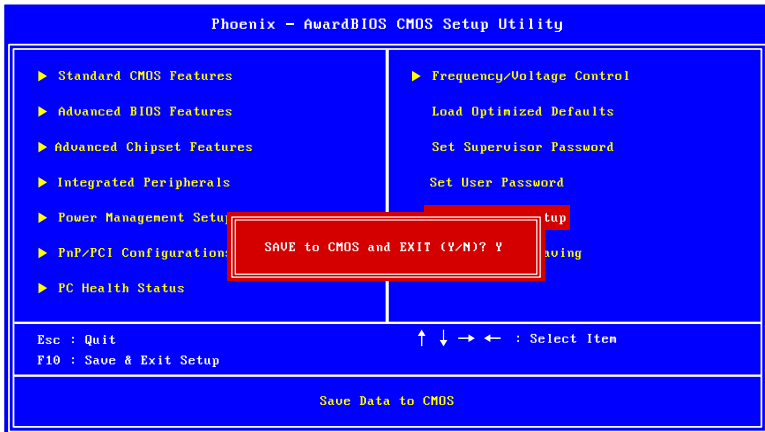 Phoenix - AwardBIOS CMOS Setup Utility
Standard CMOS Features
Advanced BIOS Features
Advanced Chipset Features
Integrated Peripherals
Power Management Setup
PnP/PCI Configurations
PC Health Status
Frequency/Voltage Control
Load Optimized Defaults
Set Supervisor Password
Set User Password
tup
aving
SAVE to CMOS and EXIT (Y/N)? Y
Esc : Quit
F10 : Save & Exit Setup
↑ ↓ → ← : Select Item
Save Data to CMOS